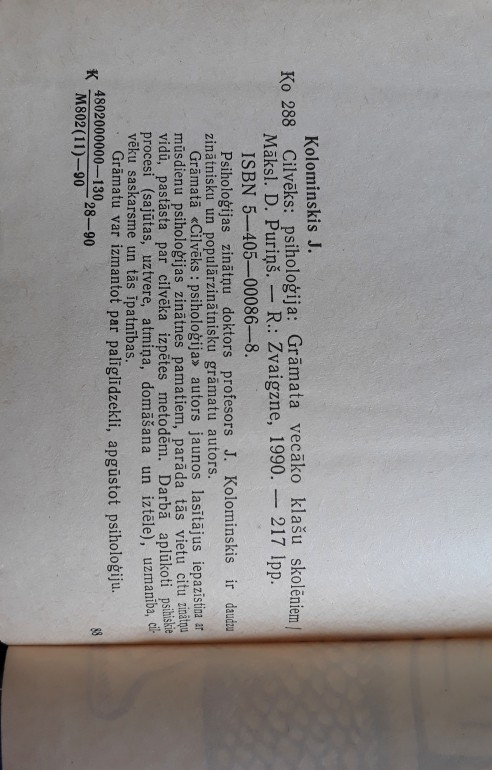 Kolominskis J.
Ko 288 Cilvēks: psiholoģija: Grāmata vecāko klašu skolēniem /
Māksl. D. Puriņš. — R.: Zvaigzne, 1990. — 217 lpp.
ISBN 5—405—00086—8.
Psiholoģijas zinātņu doktors profesors J. Kolominskis ir daudzu
zinātnisku un populārzinātnisku grāmatu autors.
Grāmatā «Cilvēks: psiholoģija» autors jaunos lasītājus iepazīstina ar
mūsdienu psiholoģijas zinātnes pamatiem, parāda tās vietu citu zinātņu
vidū, pastāsta par cilvēka izpētes metodēm. Darbā aplūkoti psihiskie
procesi (sajūtas, uztvere, atmiņa, domāšana un iztēle), uzmanība, cil-
vēku saskarsme un tās īpatnības.
Grāmatu var izmantot par palīglīdzekli, apgūstot psiholoģiju.
K 4802000000—130
M802(11)—90 28—90
88